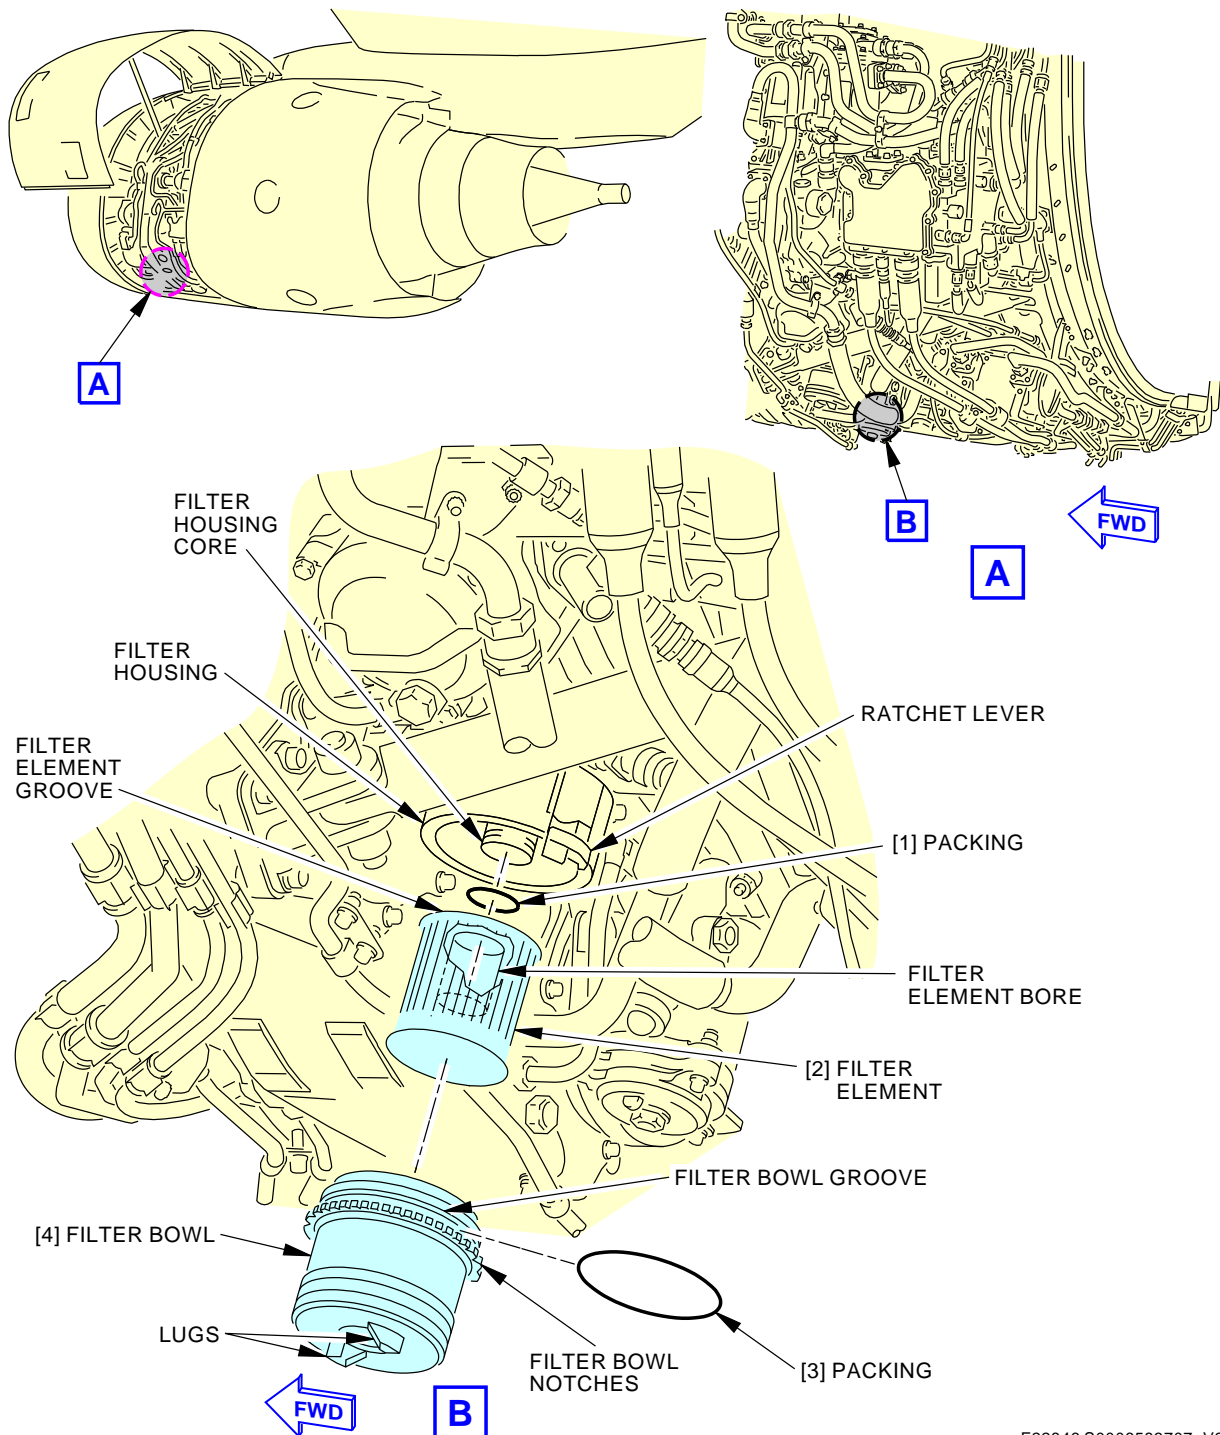 A
B
FWD
A
FILTER
HOUSING
CORE
FILTER
HOUSING
FILTER
ELEMENT
GROOVE
RATCHET LEVER
[1] PACKING
FILTER
ELEMENT BORE
[2] FILTER
ELEMENT
FILTER BOWL GROOVE
[4] FILTER BOWL
LUGS
FILTER BOWL
NOTCHES
[3] PACKING
FWD
B